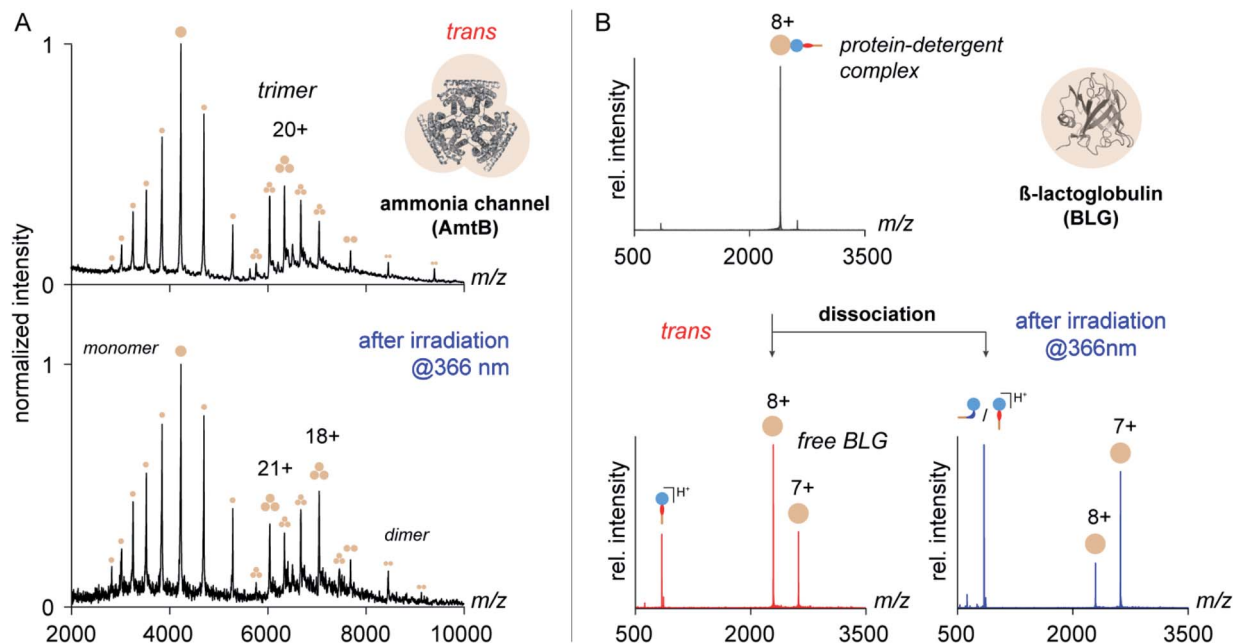 A
normalized intensity
1
0
trans
trimer
20+
ammonia channel
(AmtB)
m/z
1
0
monomer
after irradiation
@366 nm
21+
18+
dimer
m/z
2000 4000 6000 8000 10000
B
rel. intensity
8+
protein-detergent
complex
ß-lactoglobulin
(BLG)
m/z
500 2000 3500
trans
dissociation
after irradiation
@366nm
rel. intensity
H+
8+
free BLG
7+
m/z
500 2000 3500
rel. intensity
/
H+
7+
8+
m/z
500 2000 3500